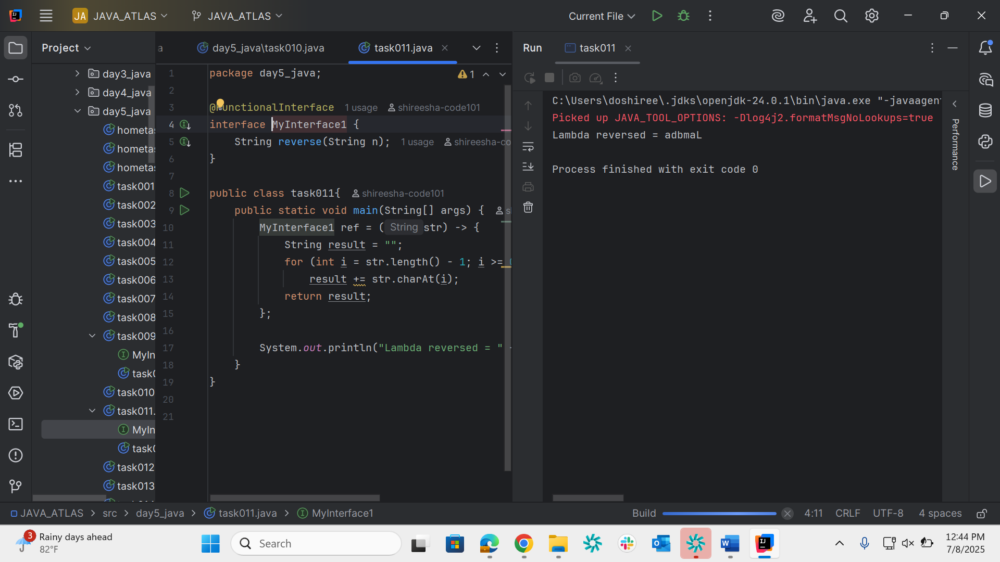 JA JAVA_ATLAS JAVA_ATLAS Current File
Project
day3_java
day4_java
day5_java
hometas
hometas
hometas
task001
task002
task003
task004
task005
task006
task007
task008
task009
MyIn
task0
task010
task011.
MyIn
task0
task012
task013
a day5_java\task010.java task011.java
1 package day5_java; 1
2
3 @FunctionalInterface 1 usage shireesha-code101
4 interface MyInterface1 {
5 String reverse(String n); 1 usage shireesha-co
6 }
7
8 public class task011{ shireesha-code101
9 public static void main(String[] args) { s
10 MyInterface1 ref = ( String str) -> {
11 String result = "";
12 for (int i = str.length() - 1; i >=
13 result += str.charAt(i);
14 return result;
15 };
16
17 System.out.println("Lambda reversed = "
18 }
19 }
20
21
Run task011
C:\Users\doshiree\.jdks\openjdk-24.0.1\bin\java.exe "-javaagen
Picked up JAVA_TOOL_OPTIONS: -Dlog4j2.formatMsgNoLookups=true
Lambda reversed = adbmaL
Process finished with exit code 0
Performance
JAVA_ATLAS > src > day5_java > task011.java > MyInterface1 Build 4:11 CRLF UTF-8 4 spaces
3 Rainy days ahead
82°F
Search
12:44 PM
7/8/2025